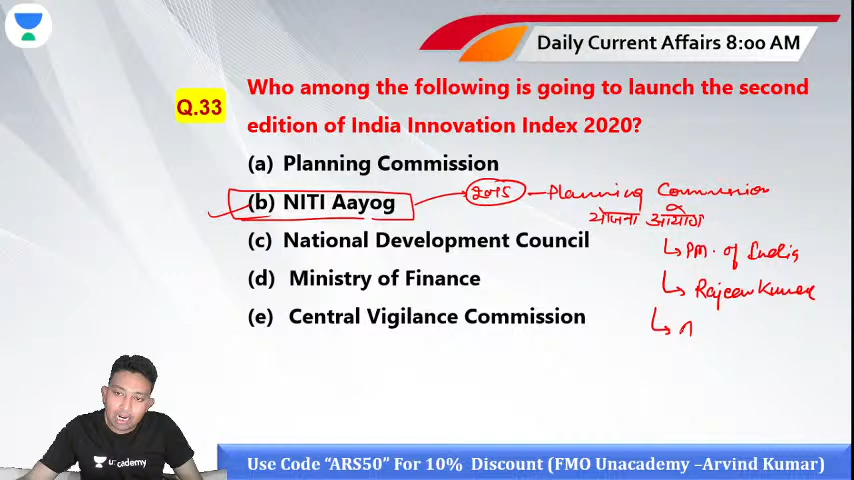 Daily Current Affairs 8:00 AM
Q.33
Who among the following is going to launch the second
edition of India Innovation Index 2020?
(a) Planning Commission
(b) NITI Aayog
2015 – Planning Commission
योजना आयोग
(c) National Development Council
PM. of India
(d) Ministry of Finance
Rajeev Kumar
(e) Central Vigilance Commission
unacademy
Use Code “ARS50” For 10% Discount (FMO Unacademy –Arvind Kumar)